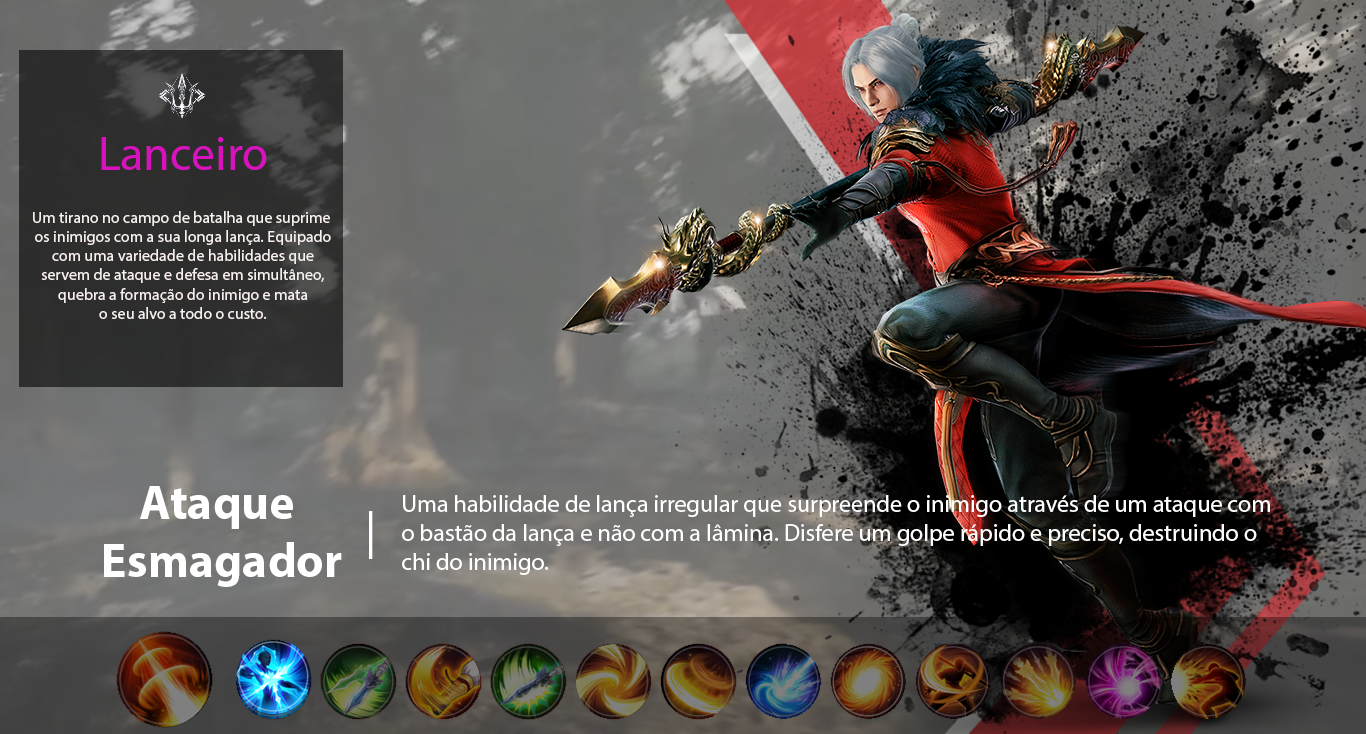 Lanceiro
Um tirano no campo de batalha que suprime
os inimigos com a sua longa lança. Equipado
com uma variedade de habilidades que
servem de ataque e defesa em simultâneo,
quebra a formação do inimigo e mata
o seu alvo a todo o custo.
Ataque
Esmagador
Uma habilidade de lança irregular que surpreende o inimigo através de um ataque com
o bastão da lança e não com a lâmina. Disfere um golpe rápido e preciso, destruindo o
chi do inimigo.